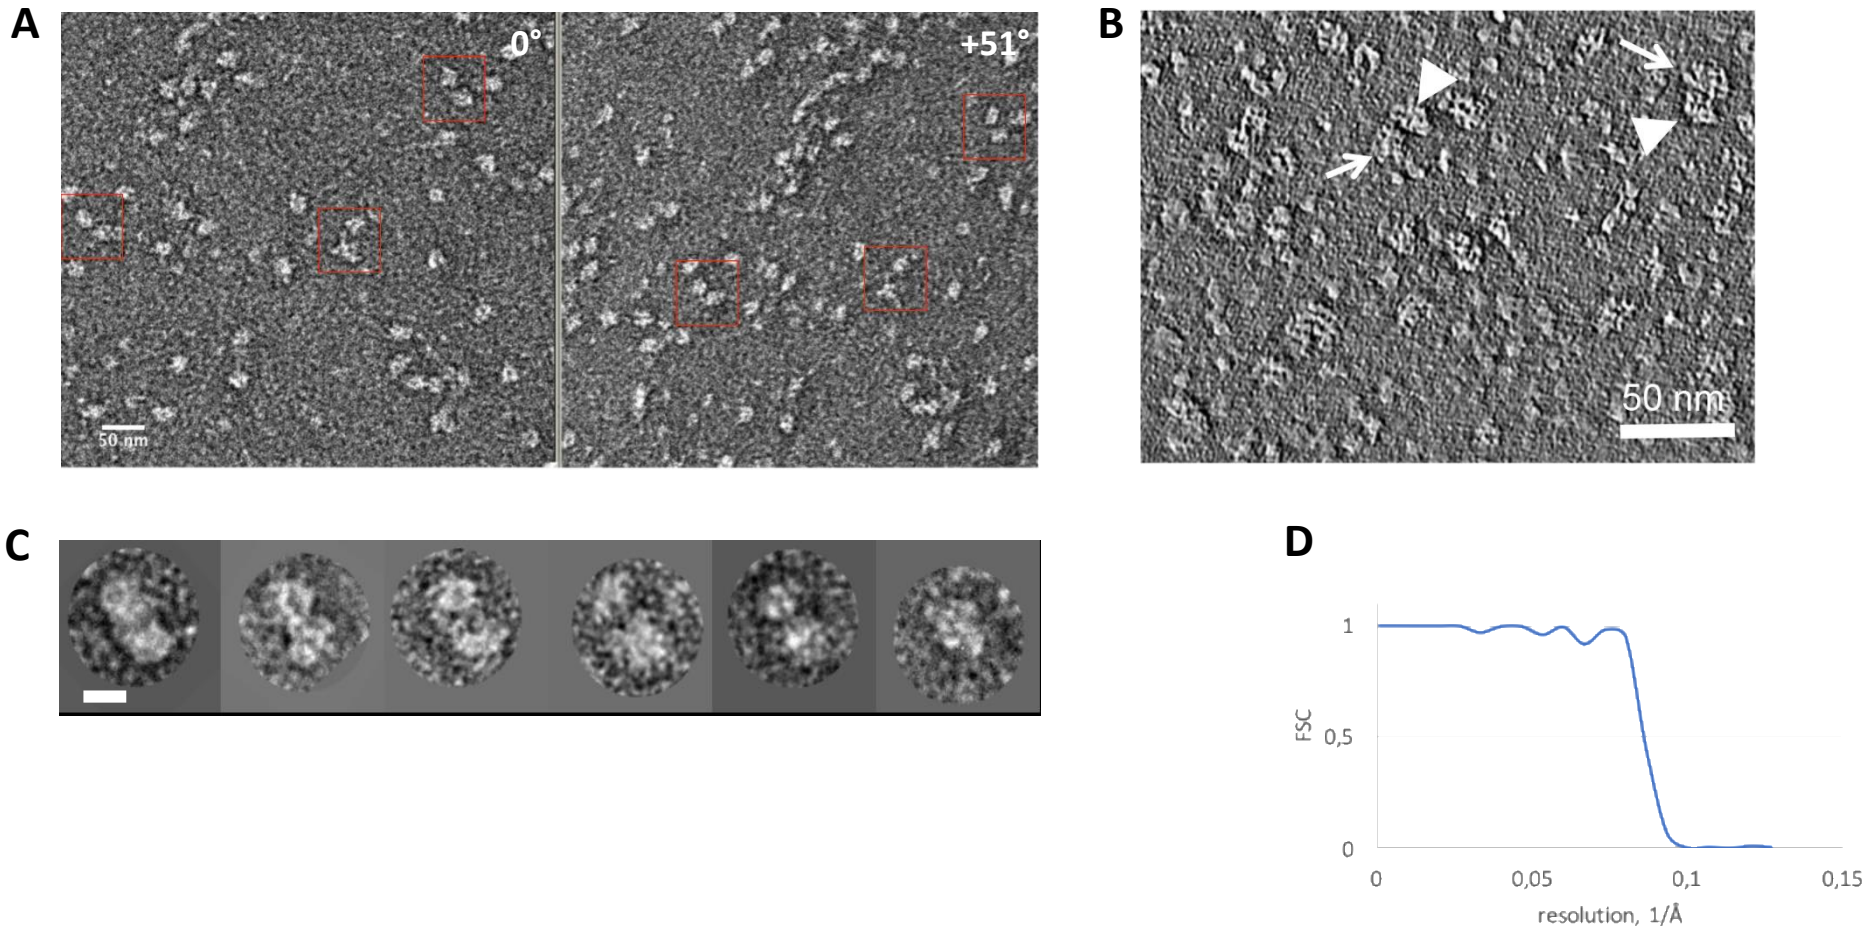 A
0°
+51°
50 nm
B
50 nm
C
D
FSC
1
0,5
0
0
0,05
0,1
0,15
resolution, 1/Å